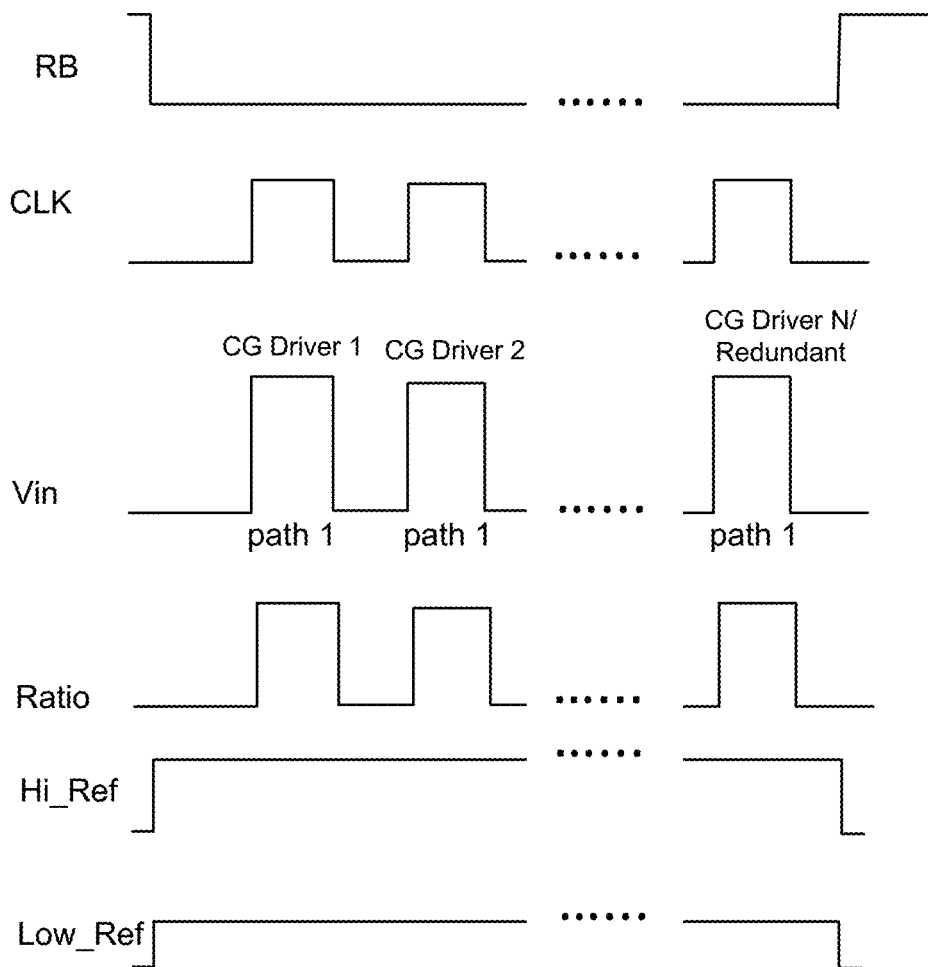 RB
CLK
CG Driver 1
CG Driver 2
CG Driver N/
Redundant
Vin
path 1
path 1
path 1
Ratio
Hi_Ref
Low_Ref